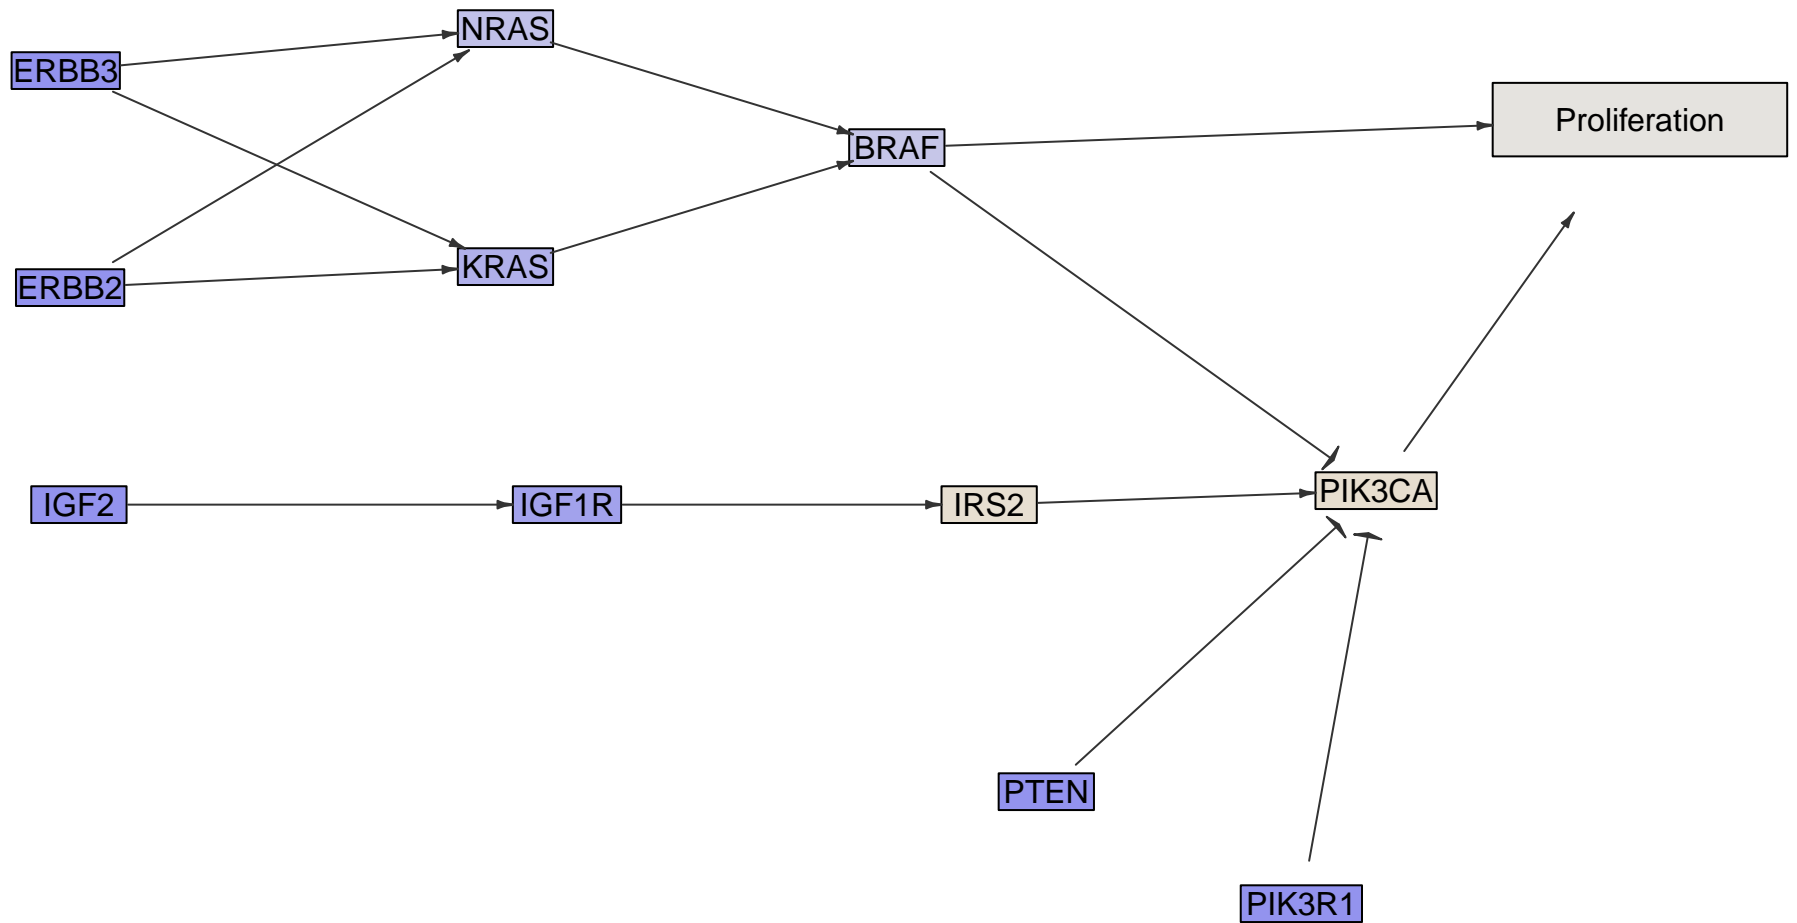 NRAS
ERBB3
Proliferation
BRAF
KRAS
ERBB2
PIK3CA
IGF2
IGF1R
IRS2
PTEN
PIK3R1